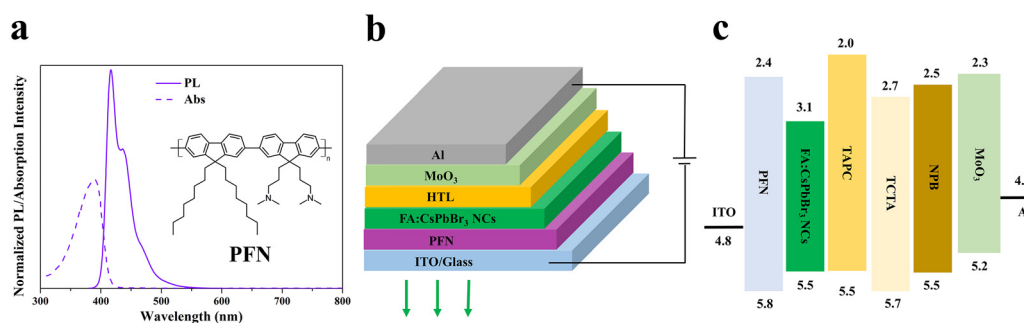 a
Normalized PL/Absorption Intensity
PL
Abs
n
N
N
PFN
300 400 500 600 700 800
Wavelength (nm)
b
Al
MoO₃
HTL
FA:CsPbBr₃ NCs
PFN
ITO/Glass
c
2.4
3.1
2.0
2.7
2.5
2.3
ITO
4.8
PFN
FA:CsPbBr₃ NCs
TAPC
TCTA
NPB
MoO₃
4.
A
5.8
5.5
5.5
5.7
5.5
5.2